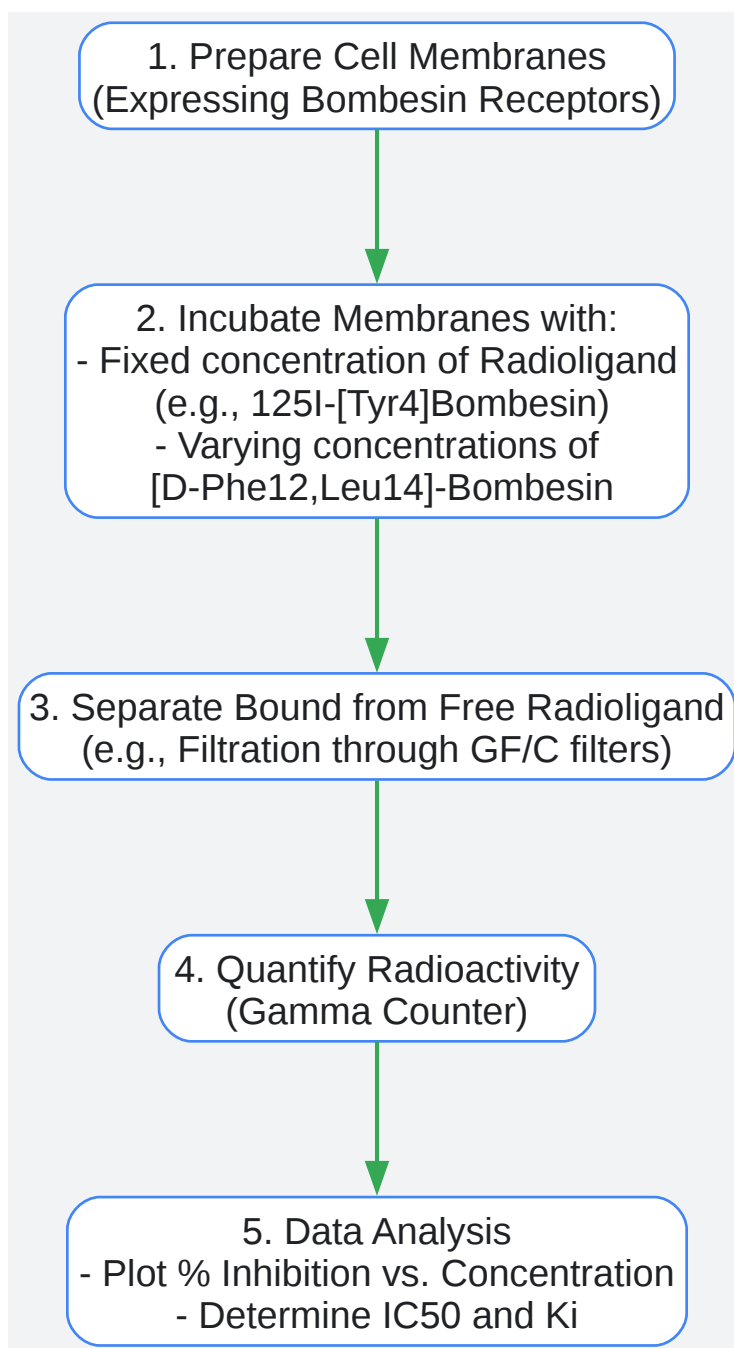 1. Prepare Cell Membranes
(Expressing Bombesin Receptors)
2. Incubate Membranes with:
- Fixed concentration of Radioligand
(e.g., 125I-[Tyr4]Bombesin)
- Varying concentrations of
[D-Phe12,Leu14]-Bombesin
3. Separate Bound from Free Radioligand
(e.g., Filtration through GF/C filters)
4. Quantify Radioactivity
(Gamma Counter)
5. Data Analysis
- Plot % Inhibition vs. Concentration
- Determine IC50 and Ki